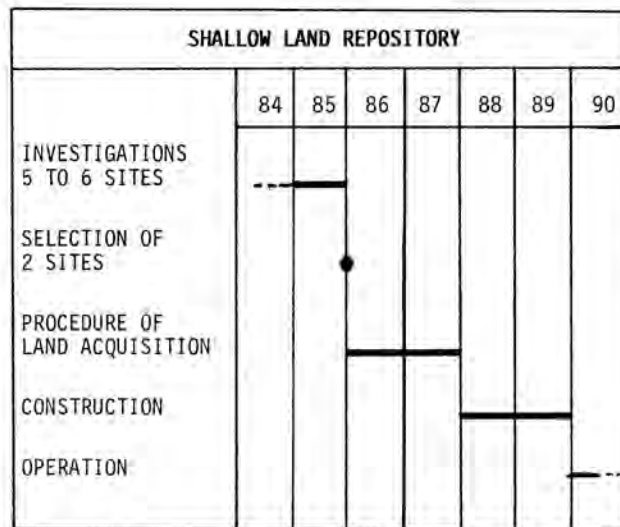 SHALLOW LAND REPOSITORY
84 85 86 87 88 89 90
INVESTIGATIONS
5 TO 6 SITES
SELECTION OF
2 SITES
PROCEDURE OF
LAND ACQUISITION
CONSTRUCTION
OPERATION